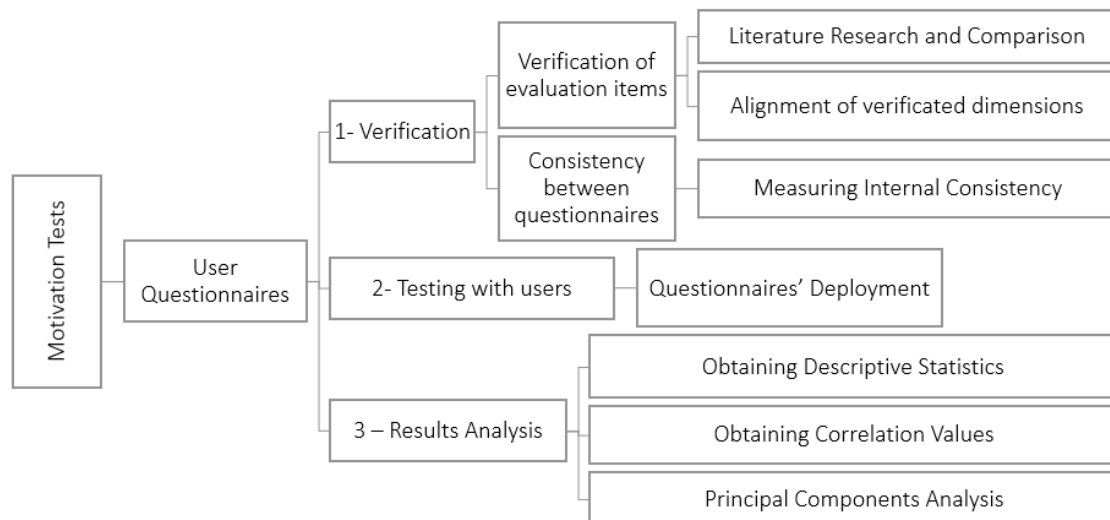 Motivation Tests
User
Questionnaires
1- Verification
Verification of
evaluation items
Literature Research and Comparison
Alignment of verificated dimensions
Consistency
between
questionnaires
Measuring Internal Consistency
2- Testing with users
Questionnaires’ Deployment
3 – Results Analysis
Obtaining Descriptive Statistics
Obtaining Correlation Values
Principal Components Analysis